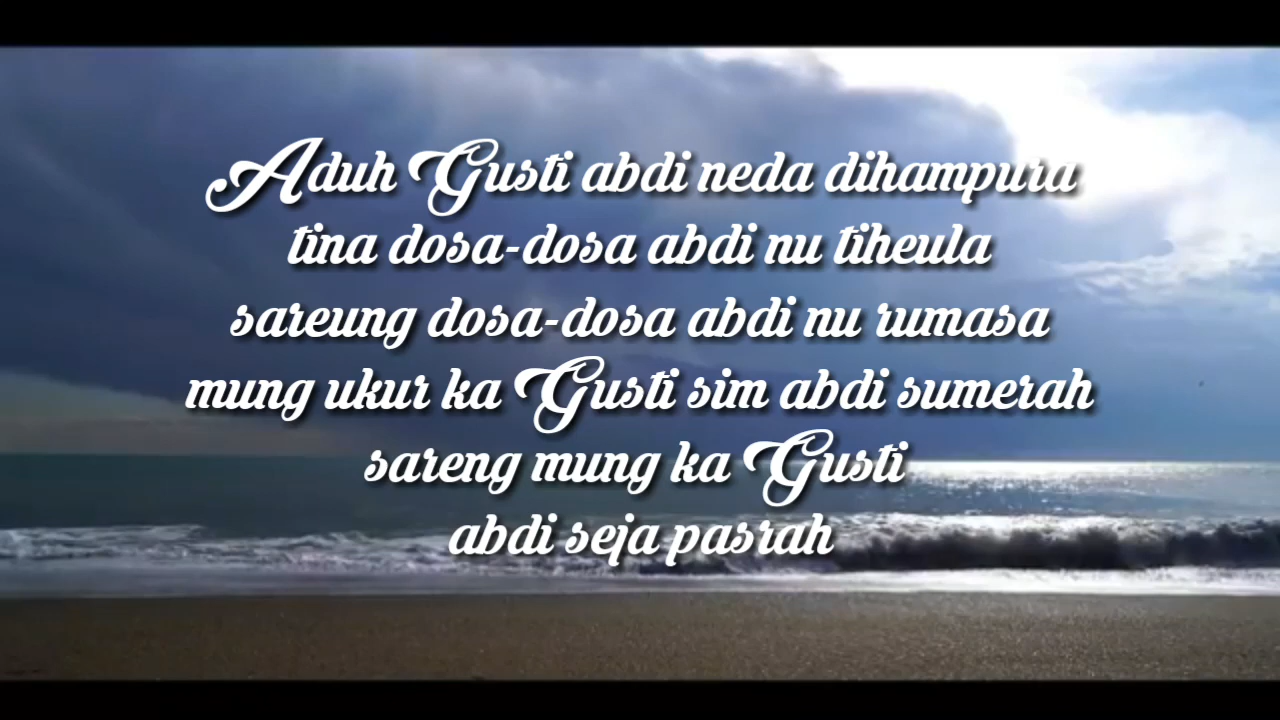 Aduh Gusti abdi neda dihampura
tina dosa-dosa abdi nu tiheula
sareung dosa-dosa abdi nu rumasa
mung ukur ka Gusti sim abdi sumerah
sareng mung ka Gusti
abdi seja pasrah